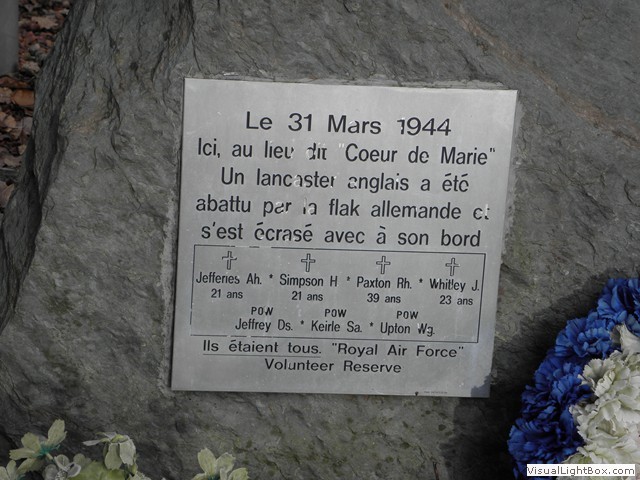 Le 31 Mars 1944
Ici, au lieu dit "Coeur de Marie"
Un lancaster anglais a été
abattu par la flak allemande et
s'est écrasé avec à son bord
Jefferies Ah. * Simpson H * Paxton Rh. * Whitley J.
21 ans 21 ans 39 ans 23 ans
POW POW POW
Jeffrey Ds. * Keirle Sa. * Upton Wg.
Ils étaient tous. "Royal Air Force"
Volunteer Reserve
VisualLightBox.com